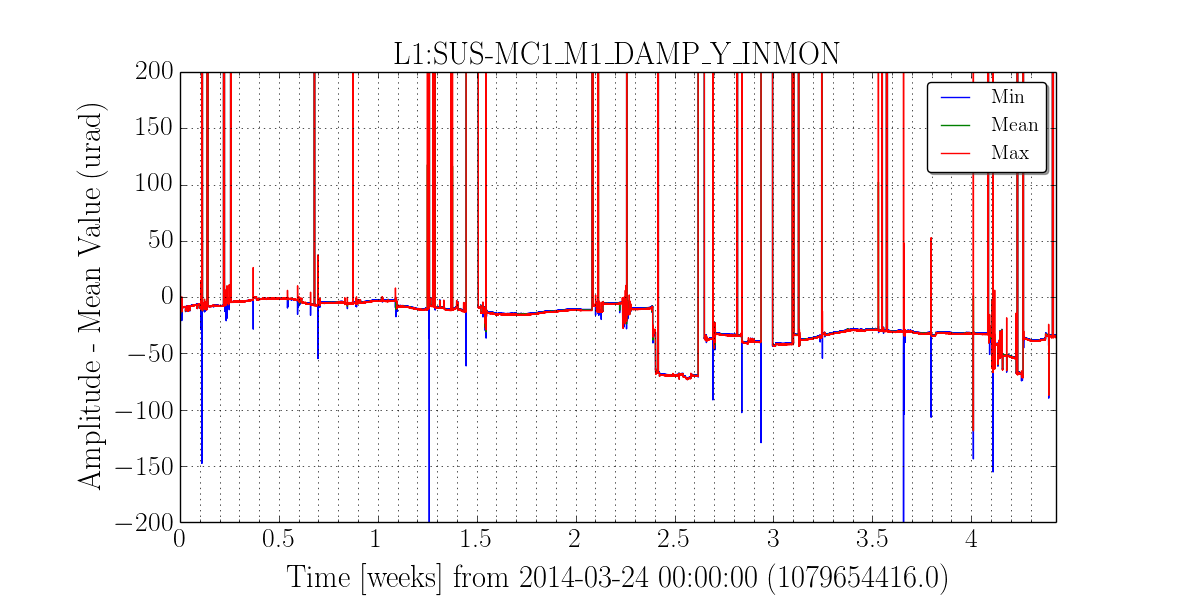 L1:SUS-MC1_M1_DAMP_Y_INMON
Amplitude - Mean Value (urad)
200
150
100
50
0
−50
−100
−150
−200
Min
Mean
Max
0 0.5 1 1.5 2 2.5 3 3.5 4
Time [weeks] from 2014-03-24 00:00:00 (1079654416.0)